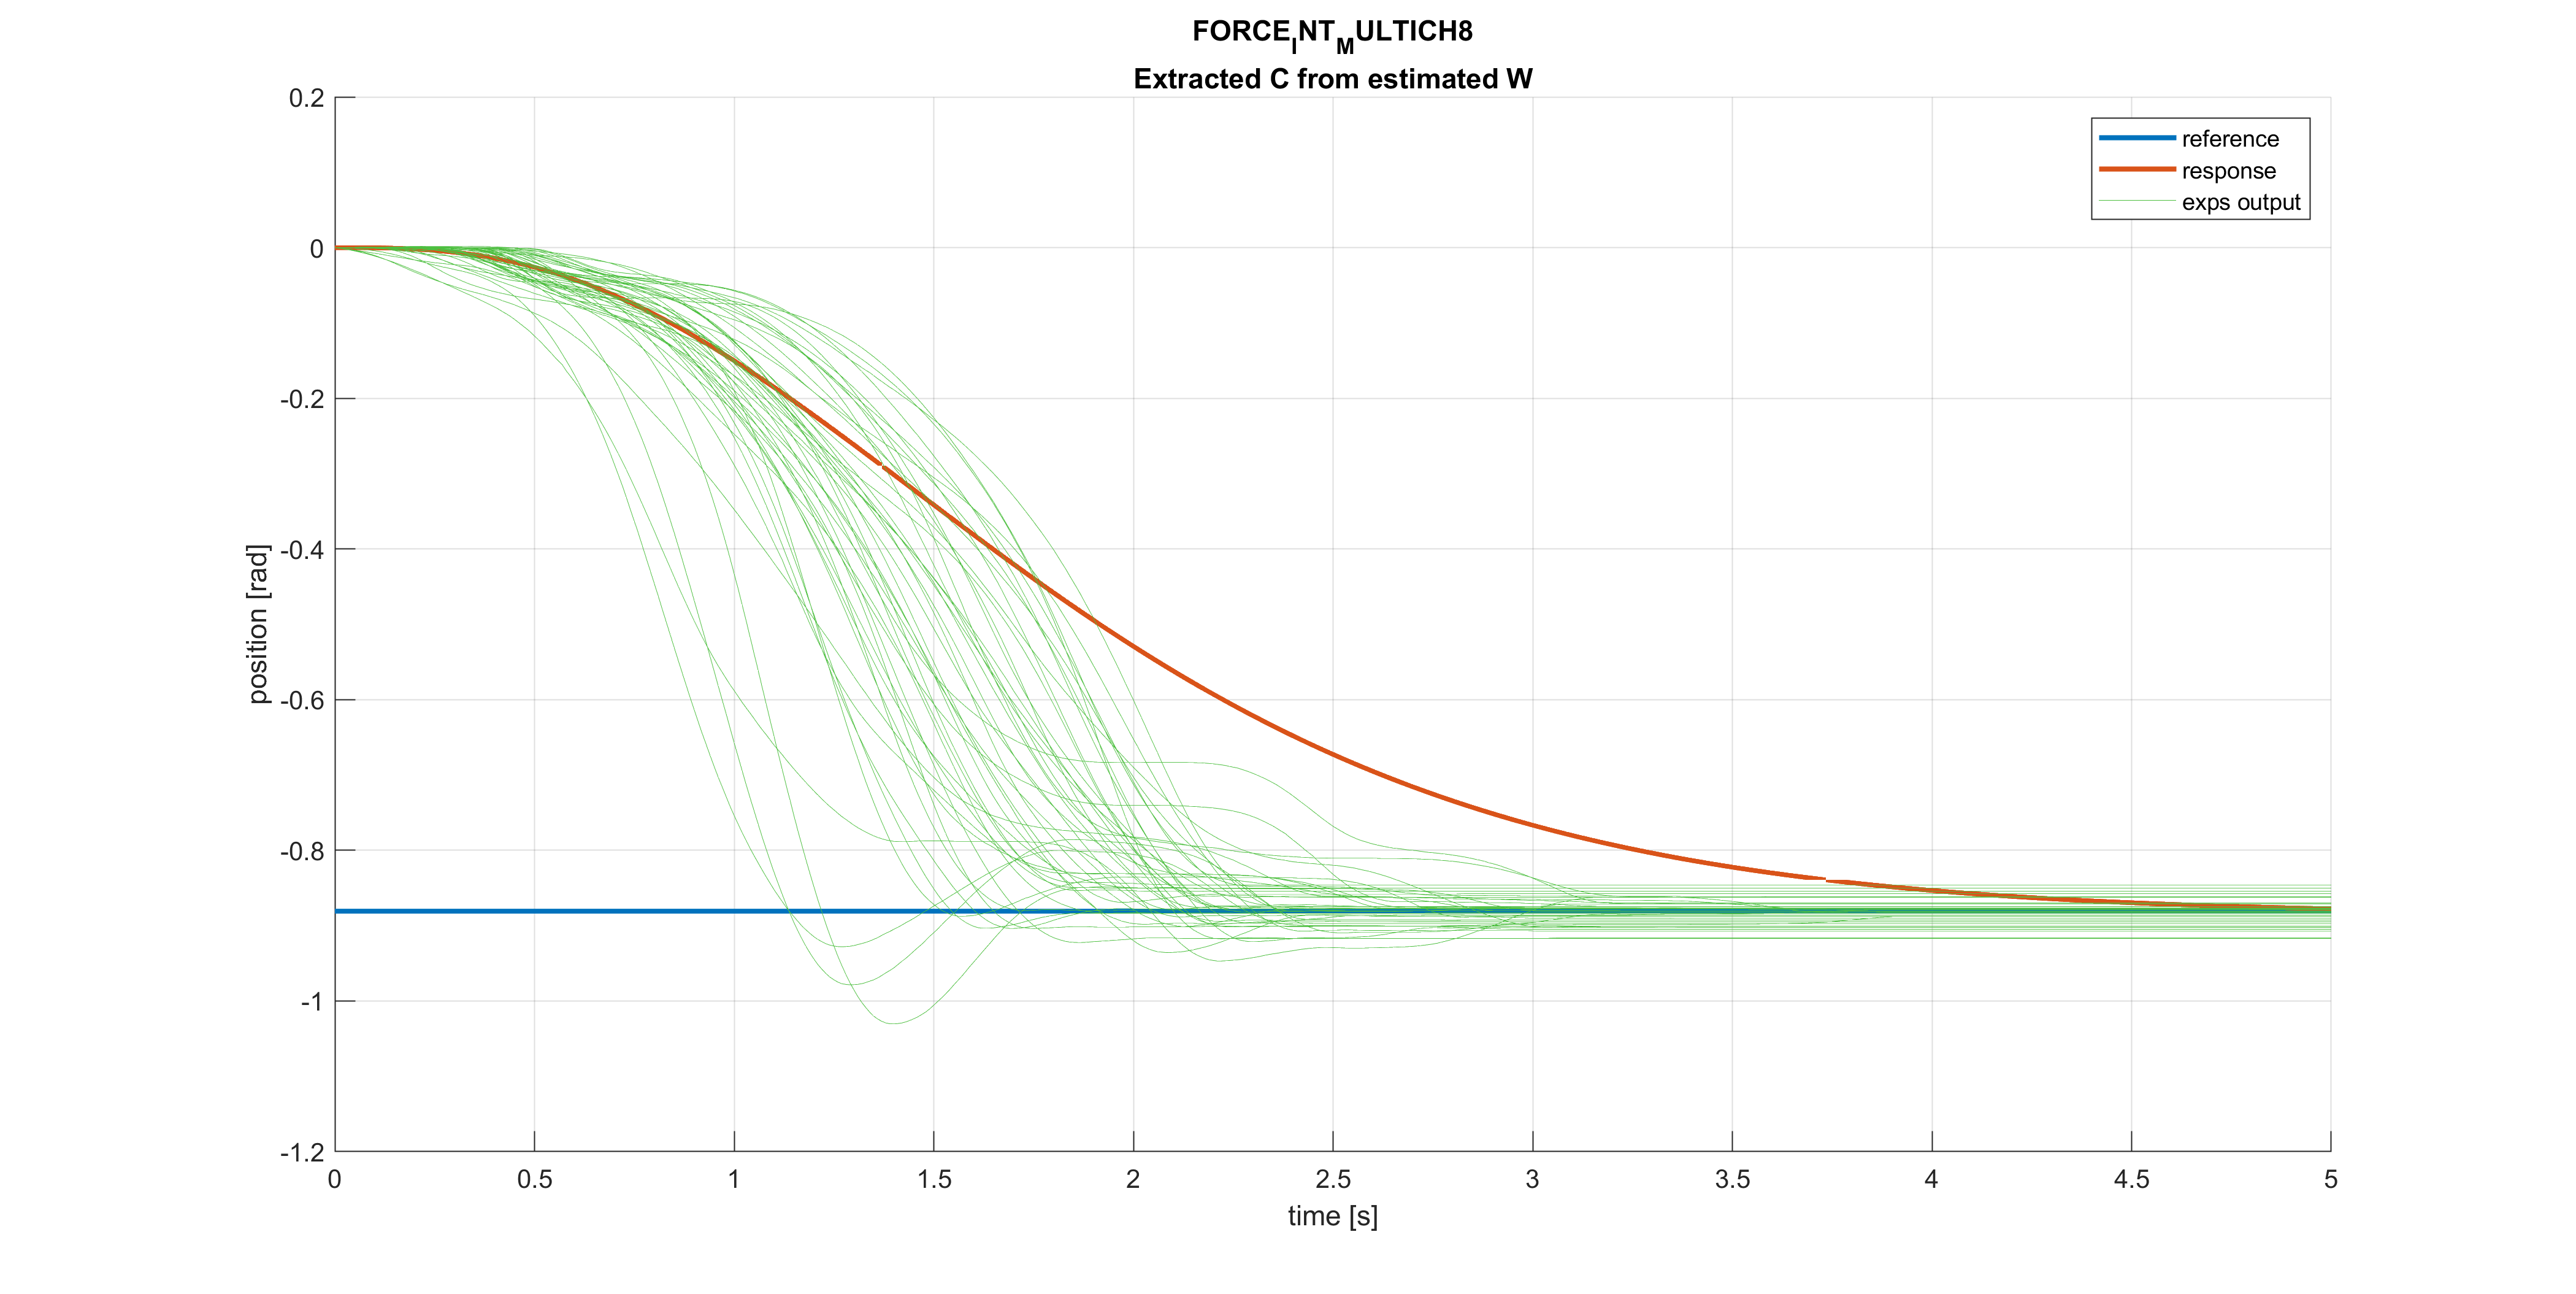 FORCE_INT_MULTICH8
Extracted C from estimated W
reference
response
exps output
0.2
0
-0.2
-0.4
-0.6
-0.8
-1
-1.2
position [rad]
0
0.5
1
1.5
2
2.5
3
3.5
4
4.5
5
time [s]